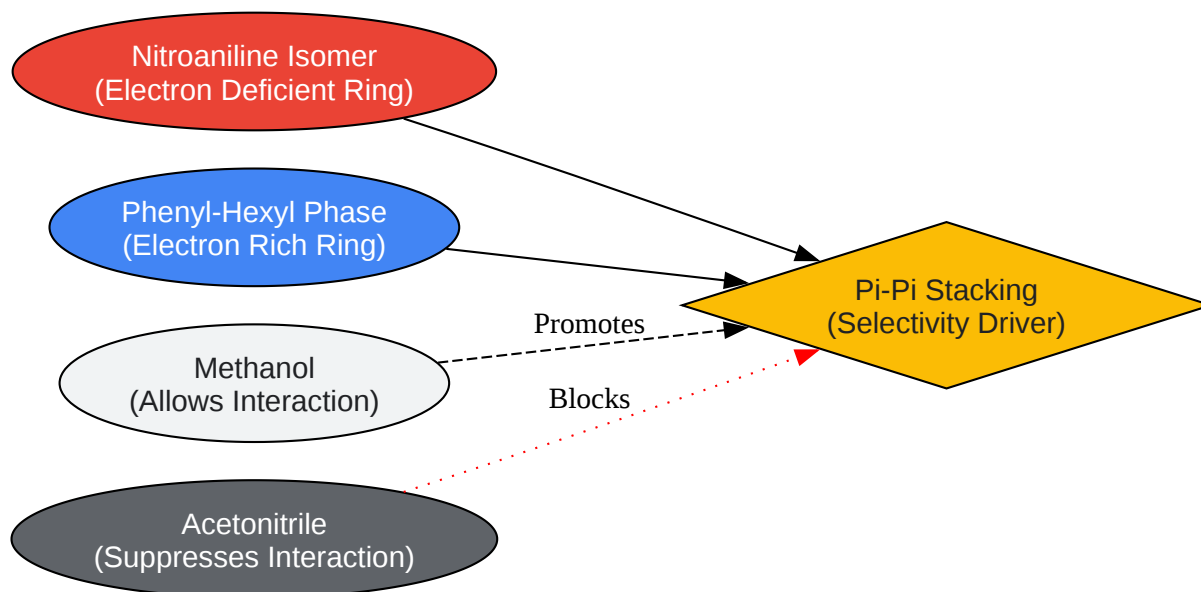 Nitroaniline Isomer
(Electron Deficient Ring)
Phenyl-Hexyl Phase
(Electron Rich Ring)
Pi-Pi Stacking
(Selectivity Driver)
Promotes
Methanol
(Allows Interaction)
Blocks
Acetonitrile
(Suppresses Interaction)